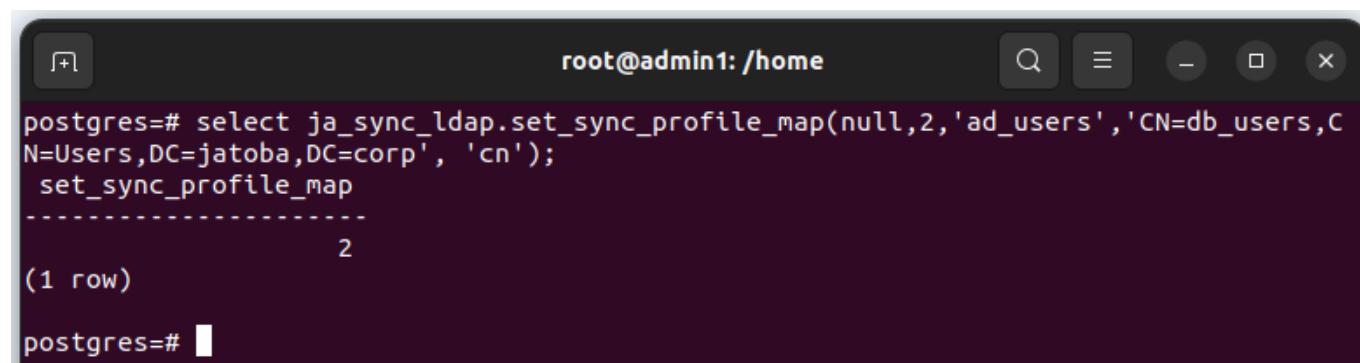 root@admin1: /home
postgres=# select ja_sync_ldap.set_sync_profile_map(null,2,'ad_users','CN=db_users,C
N=Users,DC=jatoba,DC=corp', 'cn');
 set_sync_profile_map
----------------------
                    2
(1 row)

postgres=#